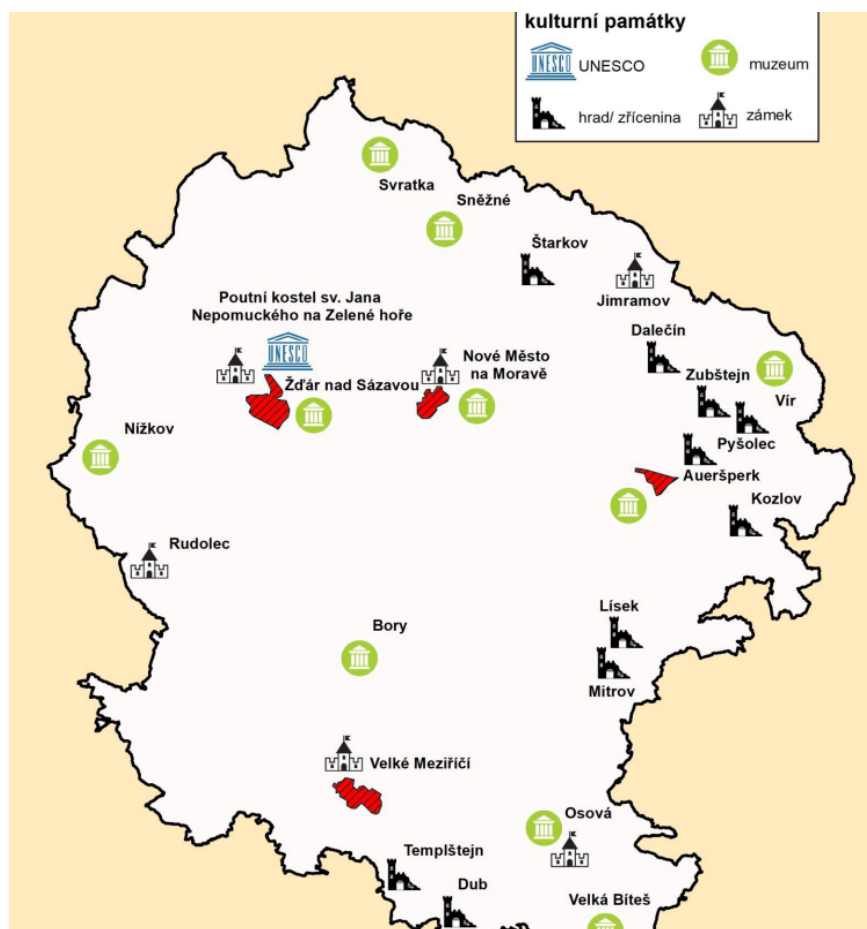 kulturní památky
UNESCO
UNESCO
muzeum
hrad/ zřícenina
zámek
Svratka
Sněžné
Štarkov
Jimramov
Poutní kostel sv. Jana
Nepomuckého na Zelené hoře
UNESCO
Dalečín
Nové Město
na Moravě
Žďár nad Sázavou
Zubštejn
Vír
Nížkov
Pyšolec
Aueršperk
Kozlov
Rudolec
Lísek
Bory
Mitrov
Velké Meziříčí
Osová
Templštejn
Dub
Velká Bíteš